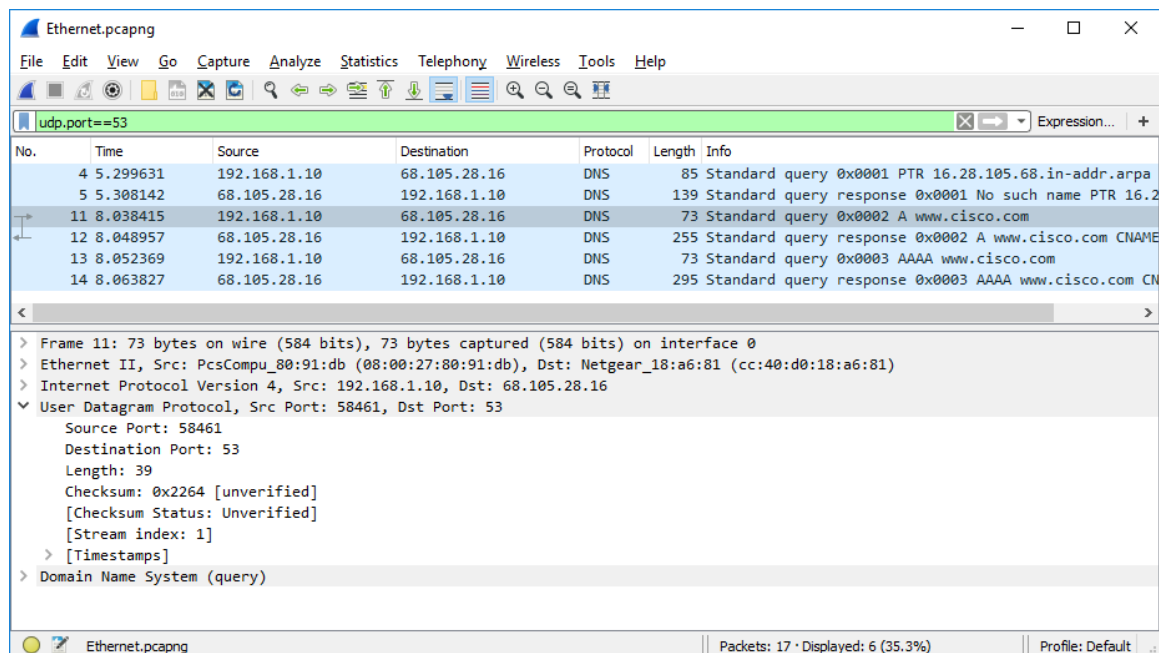 Ethernet.pcapng
File Edit View Go Capture Analyze Statistics Telephony Wireless Tools Help
udp.port==53 Expression... +
No. Time Source Destination Protocol Length Info
4 5.299631 192.168.1.10 68.105.28.16 DNS 85 Standard query 0x0001 PTR 16.28.105.68.in-addr.arpa
5 5.308142 68.105.28.16 192.168.1.10 DNS 139 Standard query response 0x0001 No such name PTR 16.2
11 8.038415 192.168.1.10 68.105.28.16 DNS 73 Standard query 0x0002 A www.cisco.com
12 8.048957 68.105.28.16 192.168.1.10 DNS 255 Standard query response 0x0002 A www.cisco.com CNAME
13 8.052369 192.168.1.10 68.105.28.16 DNS 73 Standard query 0x0003 AAAA www.cisco.com
14 8.063827 68.105.28.16 192.168.1.10 DNS 295 Standard query response 0x0003 AAAA www.cisco.com CN
Frame 11: 73 bytes on wire (584 bits), 73 bytes captured (584 bits) on interface 0
Ethernet II, Src: PcsCompu_80:91:db (08:00:27:80:91:db), Dst: Netgear_18:a6:81 (cc:40:d0:18:a6:81)
Internet Protocol Version 4, Src: 192.168.1.10, Dst: 68.105.28.16
User Datagram Protocol, Src Port: 58461, Dst Port: 53
Source Port: 58461
Destination Port: 53
Length: 39
Checksum: 0x2264 [unverified]
[Checksum Status: Unverified]
[Stream index: 1]
[Timestamps]
Domain Name System (query)
Ethernet.pcapng Packets: 17 · Displayed: 6 (35.3%) Profile: Default